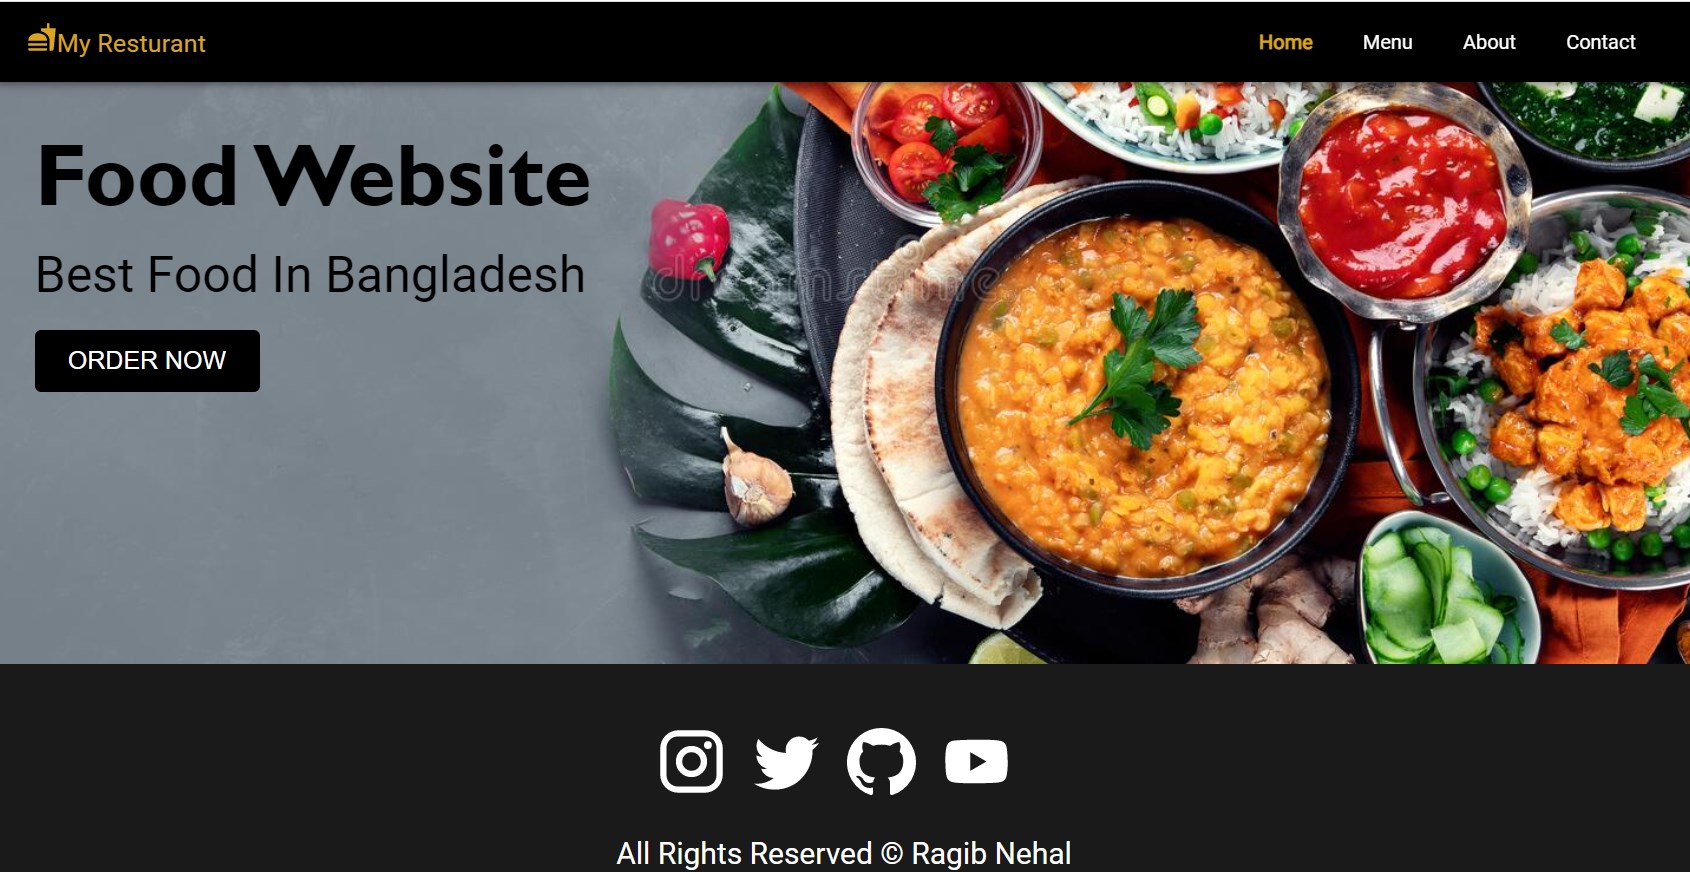 My Resturant
Home Menu About Contact
Food Website
Best Food In Bangladesh
dreamstime
ORDER NOW
All Rights Reserved © Ragib Nehal